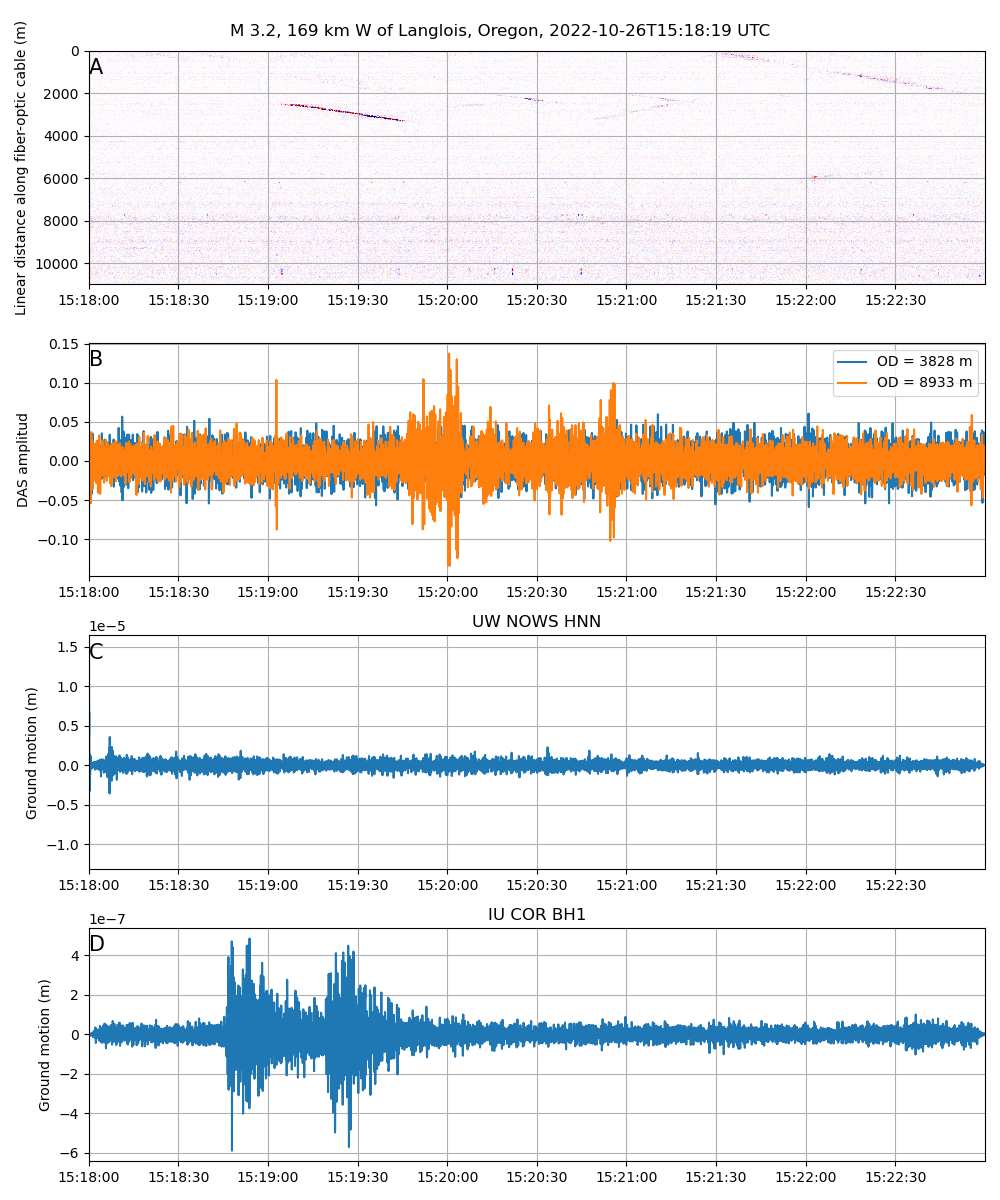 M 3.2, 169 km W of Langlois, Oregon, 2022-10-26T15:18:19 UTC
A
Linear distance along fiber-optic cable (m)
0
2000
4000
6000
8000
10000
15:18:00 15:18:30 15:19:00 15:19:30 15:20:00 15:20:30 15:21:00 15:21:30 15:22:00 15:22:30
B
DAS amplitud
0.15
0.10
0.05
0.00
−0.05
−0.10
OD = 3828 m
OD = 8933 m
15:18:00 15:18:30 15:19:00 15:19:30 15:20:00 15:20:30 15:21:00 15:21:30 15:22:00 15:22:30
UW NOWS HNN
1e−5
C
Ground motion (m)
1.5
1.0
0.5
0.0
−0.5
−1.0
15:18:00 15:18:30 15:19:00 15:19:30 15:20:00 15:20:30 15:21:00 15:21:30 15:22:00 15:22:30
IU COR BH1
1e−7
D
Ground motion (m)
4
2
0
−2
−4
−6
15:18:00 15:18:30 15:19:00 15:19:30 15:20:00 15:20:30 15:21:00 15:21:30 15:22:00 15:22:30